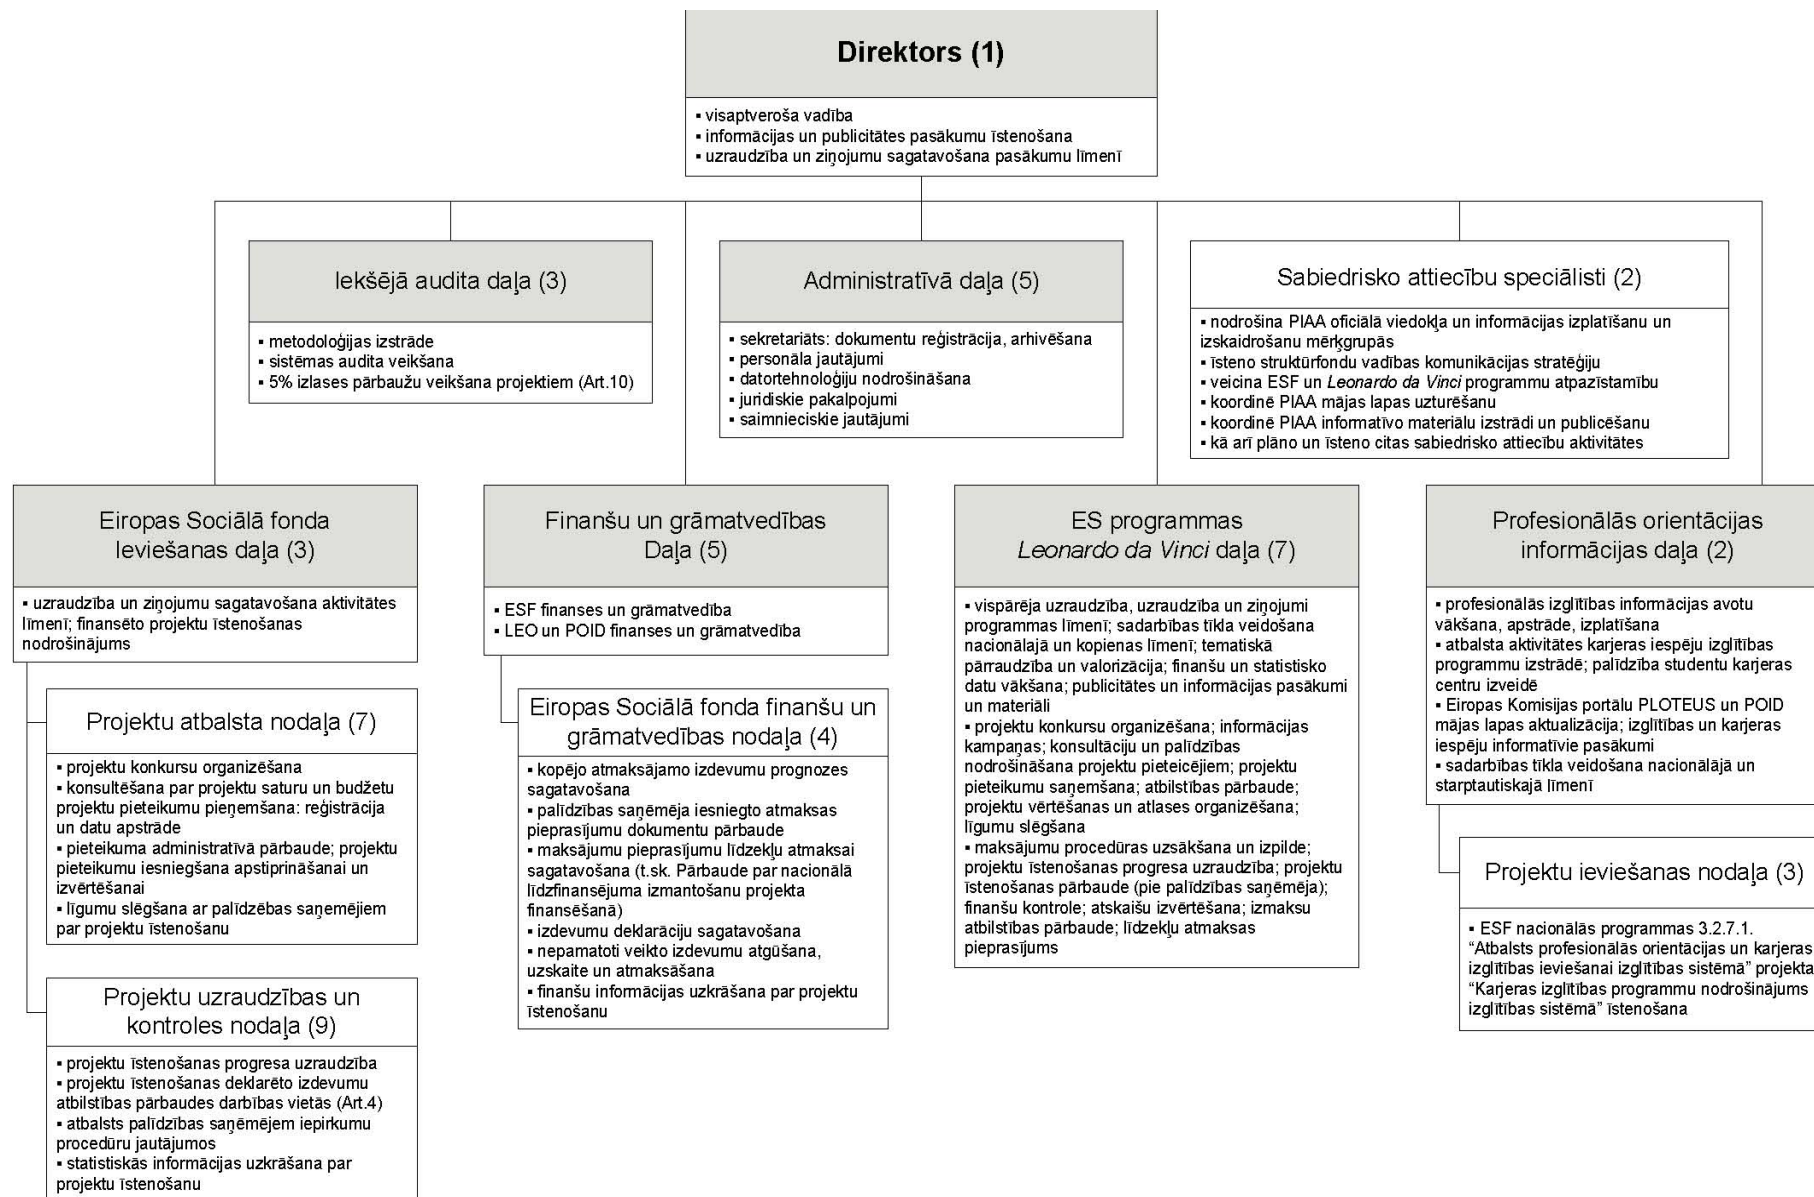 Direktors (1)
▪ visaptveroša vadība
▪ informācijas un publicitātes pasākumu īstenošana
▪ uzraudzība un ziņojumu sagatavošana pasākumu līmenī
Iekšējā audita daļa (3)
▪ metodoloģijas izstrāde
▪ sistēmas audita veikšana
▪ 5% izlases pārbaužu veikšana projektiem (Art.10)
Administratīvā daļa (5)
▪ sekretariāts: dokumentu reģistrācija, arhivēšana
▪ personāla jautājumi
▪ datortehnoloģiju nodrošināšana
▪ juridiskie pakalpojumi
▪ saimnieciskie jautājumi
Sabiedrisko attiecību speciālisti (2)
▪ nodrošina PIAA oficiālā viedokļa un informācijas izplatīšanu un
izskaidrošanu mērķgrupās
▪ īsteno struktūrfondu vadības komunikācijas stratēģiju
▪ veicina ESF un Leonardo da Vinci programmu atpazīstamību
▪ koordinē PIAA mājas lapas uzturēšanu
▪ koordinē PIAA informatīvo materiālu izstrādi un publicēšanu
▪ kā arī plāno un īsteno citas sabiedrisko attiecību aktivitātes
Eiropas Sociālā fonda
Ieviešanas daļa (3)
▪ uzraudzība un ziņojumu sagatavošana aktivitātes
līmenī; finansēto projektu īstenošanas
nodrošinājums
Projektu atbalsta nodaļa (7)
▪ projektu konkursu organizēšana
▪ konsultēšana par projektu saturu un budžetu
projektu pieteikumu pieņemšana: reģistrācija
un datu apstrāde
▪ pieteikuma administratīvā pārbaude; projektu
pieteikumu iesniegšana apstiprināšanai un
izvērtēšanai
▪ līgumu slēgšana ar palīdzēbas saņemējiem
par projektu īstenošanu
Projektu uzraudzības un
kontroles nodaļa (9)
▪ projektu īstenošanas progresa uzraudzība
▪ projektu īstenošanas deklarēto izdevumu
atbilstības pārbaudes darbības vietās (Art.4)
▪ atbalsts palīdzības saņēmējem iepirkumu
procedūru jautājumos
▪ statistiskās informācijas uzkrāšana par
projektu īstenošanu
Finanšu un grāmatvedības
Daļa (5)
▪ ESF finanses un grāmatvedība
▪ LEO un POID finanses un grāmatvedība
Eiropas Sociālā fonda finanšu un
grāmatvedības nodaļa (4)
▪ kopējo atmaksājamo izdevumu prognozes
sagatavošana
▪ palīdzības saņēmēja iesniegto atmaksas
pieprasījumu dokumentu pārbaude
▪ maksājumu pieprasījumu līdzekļu atmaksai
sagatavošana (t.sk. Pārbaude par nacionālā
līdzfinansējuma izmantošanu projekta
finansēšanā)
▪ izdevumu deklarāciju sagatavošana
▪ nepamatoti veikto izdevumu atgūšana,
uzskaite un atmaksāšana
▪ finanšu informācijas uzkrāšana par projektu
īstenošanu
ES programmas
Leonardo da Vinci daļa (7)
▪ vispārēja uzraudzība, uzraudzība un ziņojumi
programmas līmenī; sadarbības tīkla veidošana
nacionālajā un kopienas līmenī; tematiskā
pārraudzība un valorizācija; finanšu un statistisko
datu vākšana; publicitātes un informācijas pasākumi
un materiāli
▪ projektu konkursu organizēšana; informācijas
kampaņas; konsultāciju un palīdzības
nodrošināšana projektu pieteicējiem; projektu
pieteikumu saņemšana; atbilstības pārbaude;
projektu vērtēšanas un atlases organizēšana;
līgumu slēgšana
▪ maksājumu procedūras uzsākšana un izpilde;
projektu īstenošanas progresa uzraudzība; projektu
īstenošanas pārbaude (pie palīdzības saņēmēja);
finanšu kontrole; atskaišu izvērtēšana; izmaksu
atbilstības pārbaude; līdzekļu atmaksas
pieprasījums
Profesionālās orientācijas
informācijas daļa (2)
▪ profesionālās izglītības informācijas avotu
vākšana, apstrāde, izplatīšana
▪ atbalsta aktivitātes karjeras iespēju izglītības
programmu izstrādē; palīdzība studentu karjeras
centru izveidē
▪ Eiropas Komisijas portālu PLOTEUS un POID
mājas lapas aktualizācija; izglītības un karjeras
iespēju informatīvie pasākumi
▪ sadarbības tīkla veidošana nacionālājā un
starptautiskajā līmenī
Projektu ieviešanas nodaļa (3)
▪ ESF nacionālās programmas 3.2.7.1.
“Atbalsts profesionālās orientācijas un karjeras
izglītības ieviešanai izglītības sistēmā” projekta
“Karjeras izglītības programmu nodrošinājums
izglītības sistēmā” īstenošana